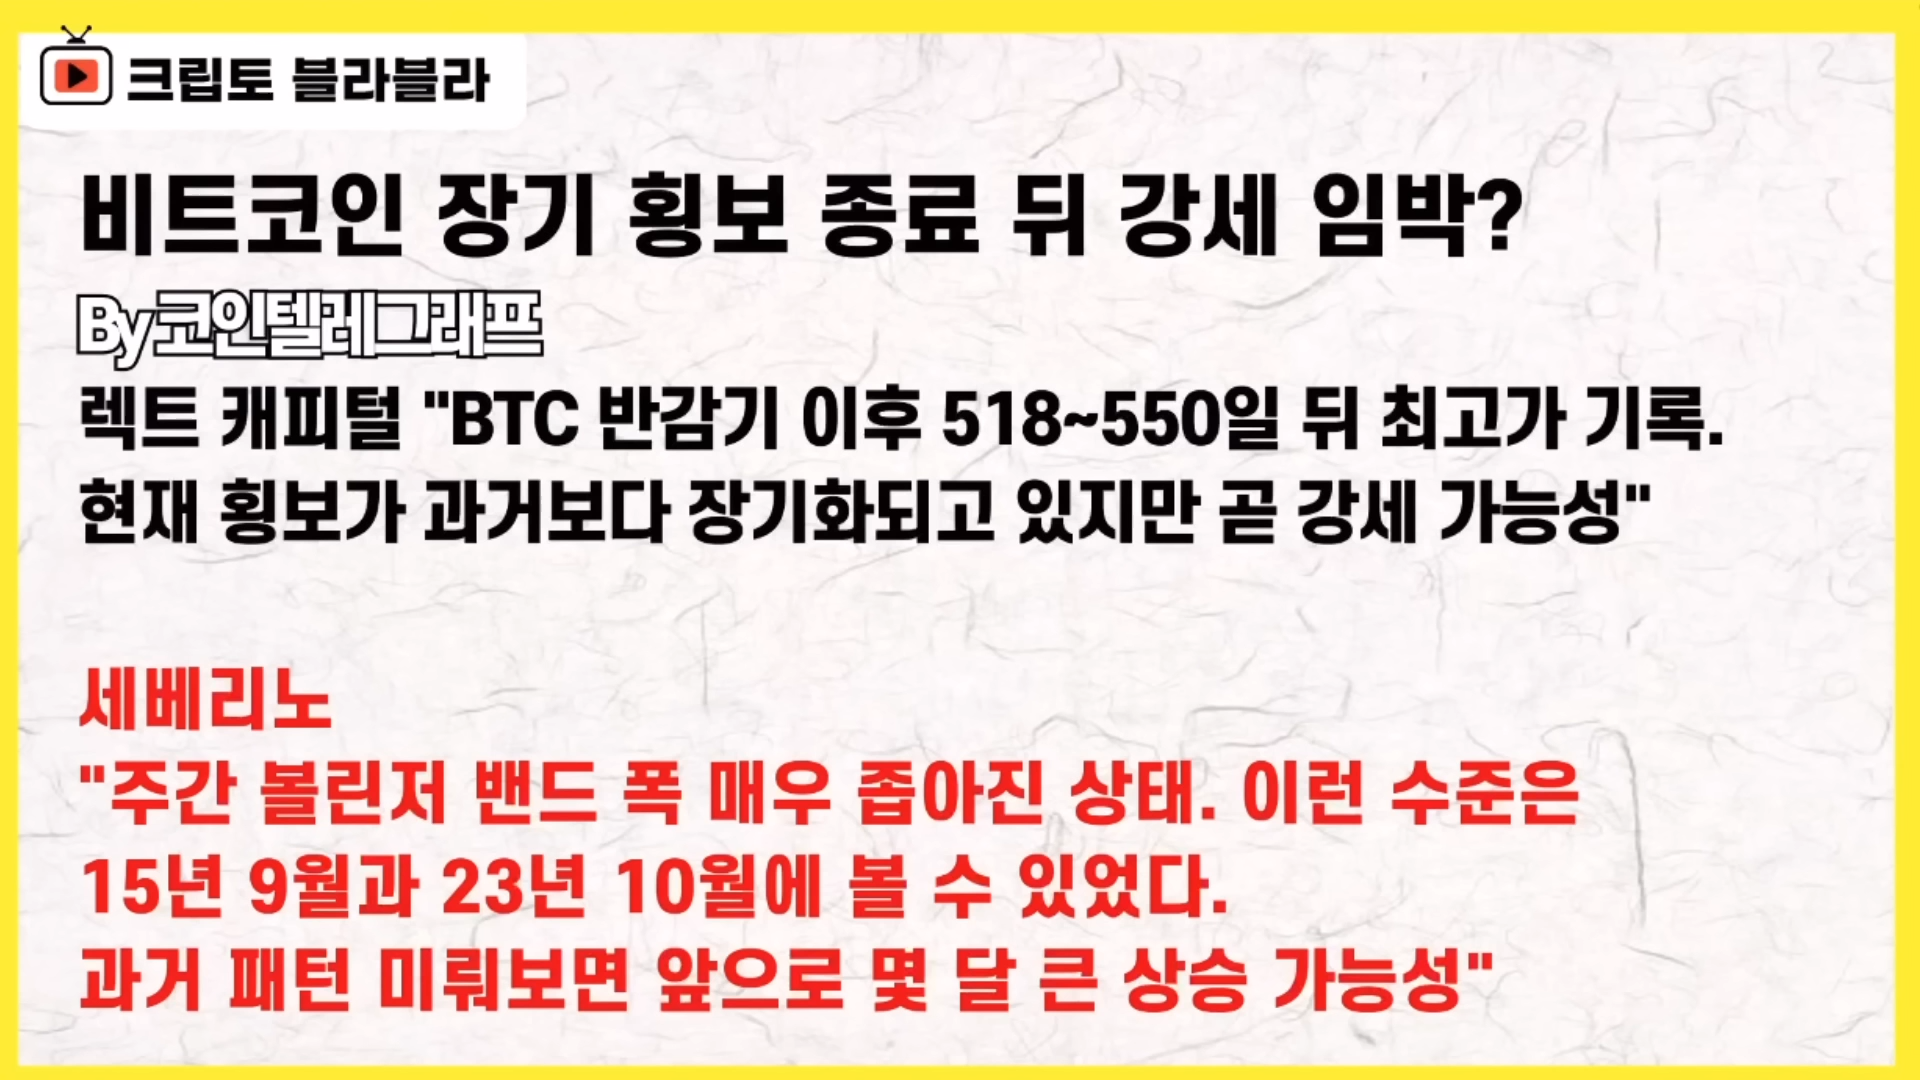 크립토 블라블라
비트코인 장기 횡보 종료 뒤 강세 임박?
By코인텔레그래프
렉트 캐피털 "BTC 반감기 이후 518~550일 뒤 최고가 기록.
현재 횡보가 과거보다 장기화되고 있지만 곧 강세 가능성"
세베리노
"주간 볼린저 밴드 폭 매우 좁아진 상태. 이런 수준은
15년 9월과 23년 10월에 볼 수 있었다.
과거 패턴 미뤄보면 앞으로 몇 달 큰 상승 가능성"